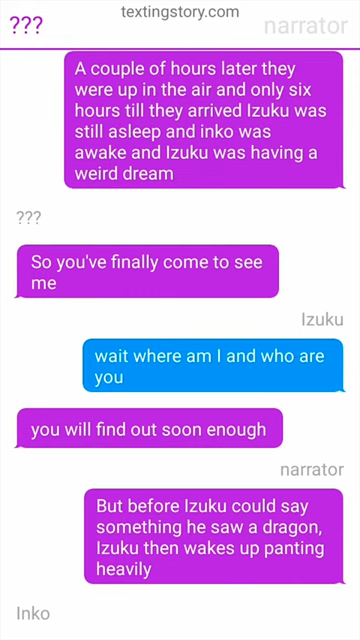 textingstory.com
???
narrator
A couple of hours later they
were up in the air and only six
hours till they arrived Izuku was
still asleep and inko was
awake and Izuku was having a
weird dream
???
So you've finally come to see
me
Izuku
wait where am I and who are
you
you will find out soon enough
narrator
But before Izuku could say
something he saw a dragon,
Izuku then wakes up panting
heavily
Inko